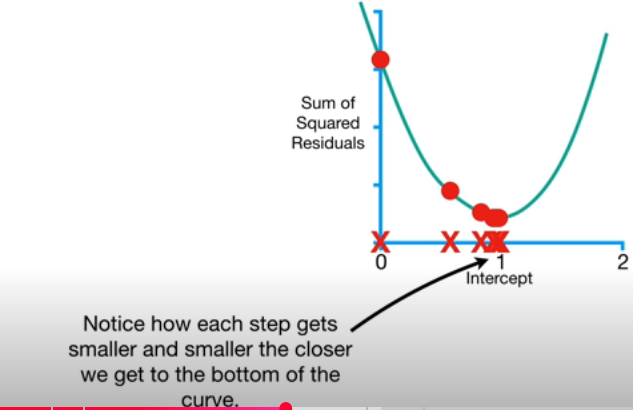 Sum of
Squared
Residuals
X X X X X X
0 1 2
Intercept
Notice how each step gets
smaller and smaller the closer
we get to the bottom of the
curve.